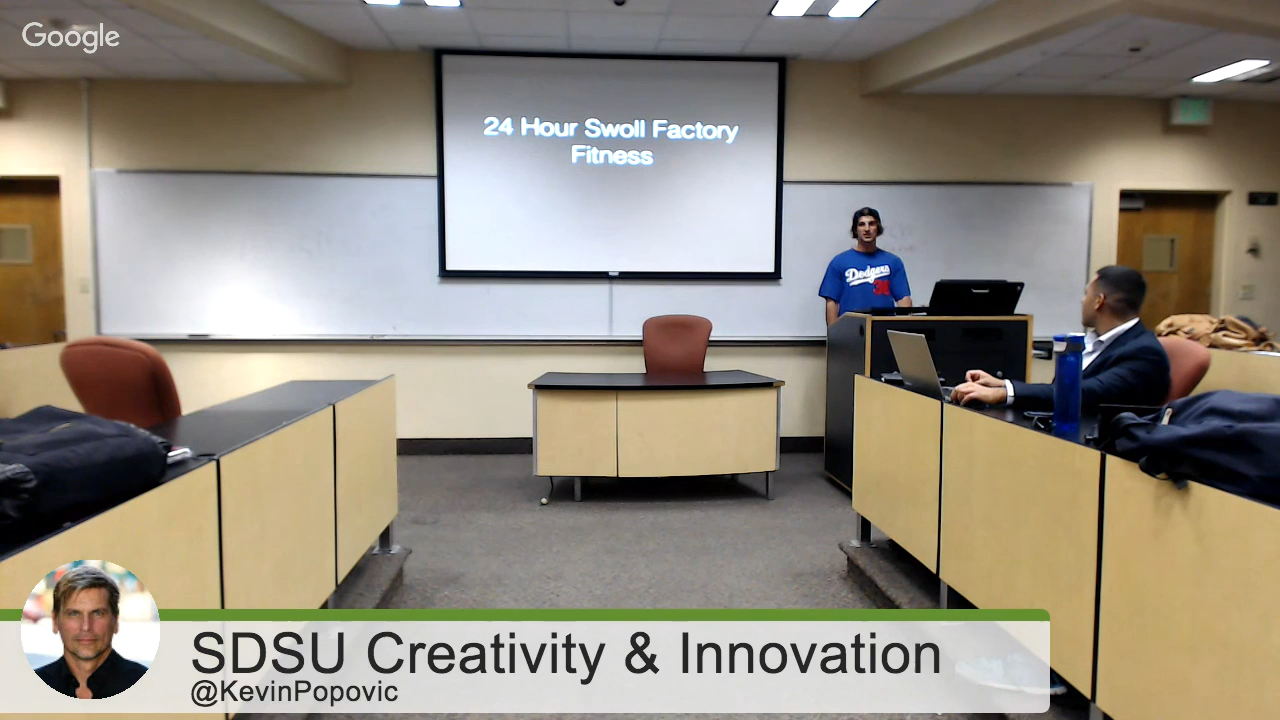 Google
24 Hour Swoll Factory
Fitness
Dodgers
SDSU Creativity & Innovation
@KevinPopovic